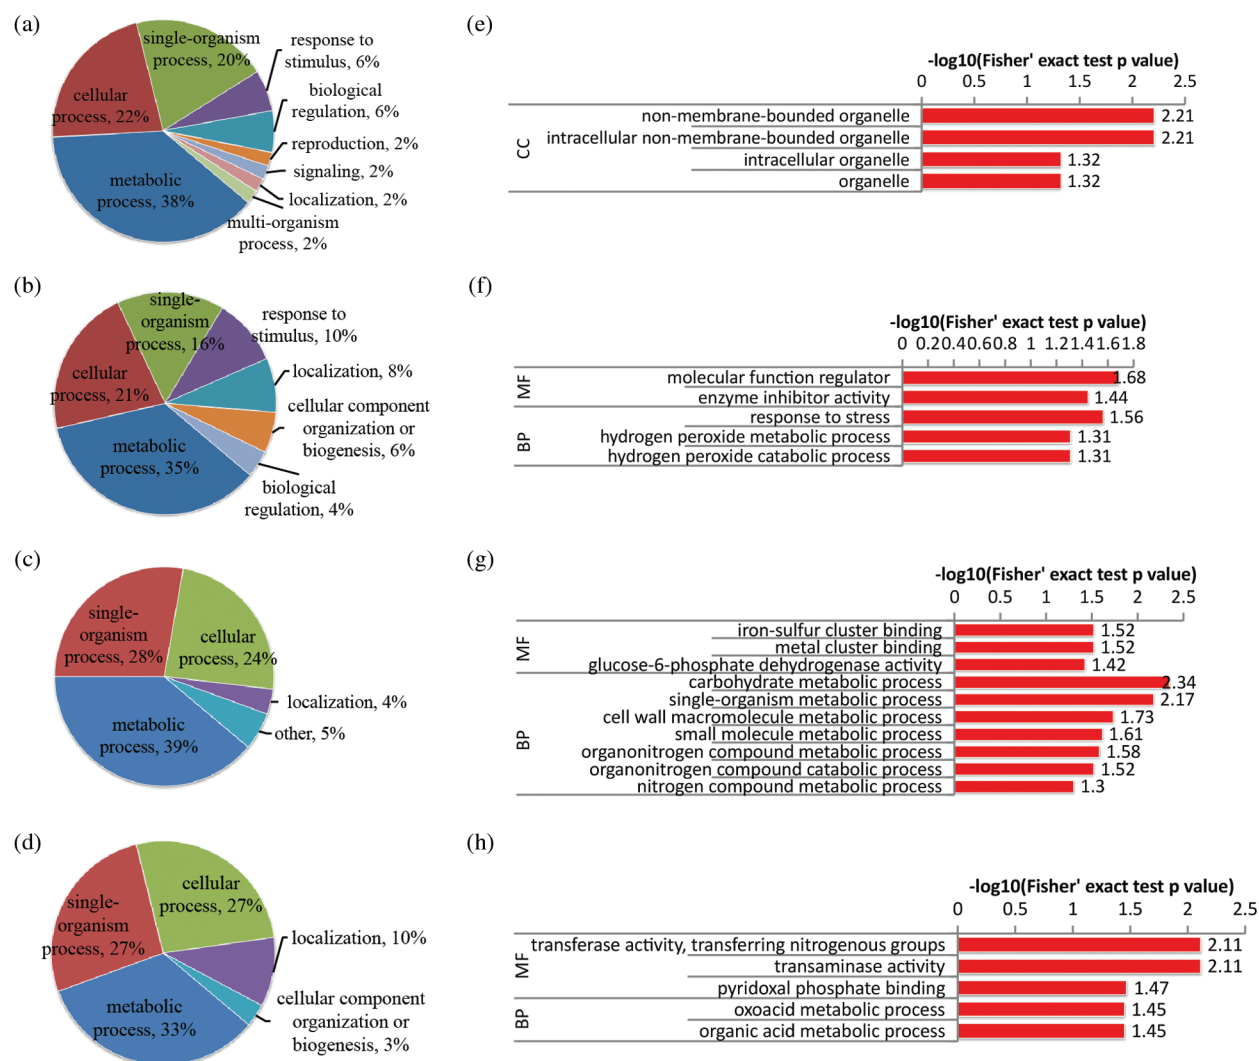 (a)
single-organism
process, 20%
response to
stimulus, 6%
biological
regulation, 6%
cellular
process, 22%
reproduction, 2%
signaling, 2%
metabolic
process, 38%
localization, 2%
multi-organism
process, 2%
(e)
-log10(Fisher' exact test p value)
0 0.5 1 1.5 2 2.5
CC
non-membrane-bounded organelle 2.21
intracellular non-membrane-bounded organelle 2.21
intracellular organelle 1.32
organelle 1.32
(b)
single-
organism
process, 16%
response to
stimulus, 10%
localization, 8%
cellular
process, 21%
cellular component
organization or
biogenesis, 6%
metabolic
process, 35%
biological
regulation, 4%
(f)
-log10(Fisher' exact test p value)
0 0.2 0.4 0.6 0.8 1 1.2 1.4 1.6 1.8
MF
molecular function regulator 1.68
enzyme inhibitor activity 1.44
BP
response to stress 1.56
hydrogen peroxide metabolic process 1.31
hydrogen peroxide catabolic process 1.31
(c)
single-
organism
process, 28%
cellular
process, 24%
localization, 4%
other, 5%
metabolic
process, 39%
(g)
-log10(Fisher' exact test p value)
0 0.5 1 1.5 2 2.5
MF
iron-sulfur cluster binding 1.52
metal cluster binding 1.52
glucose-6-phosphate dehydrogenase activity 1.42
BP
carbohydrate metabolic process 2.34
single-organism metabolic process 2.17
cell wall macromolecule metabolic process 1.73
small molecule metabolic process 1.61
organonitrogen compound metabolic process 1.58
organonitrogen compound catabolic process 1.52
nitrogen compound metabolic process 1.3
(d)
cellular
process, 27%
single-
organism
process, 27%
localization, 10%
metabolic
process, 33%
cellular component
organization or
biogenesis, 3%
(h)
-log10(Fisher' exact test p value)
0 0.5 1 1.5 2 2.5
MF
transferase activity, transferring nitrogenous groups 2.11
transaminase activity 2.11
pyridoxal phosphate binding 1.47
BP
oxoacid metabolic process 1.45
organic acid metabolic process 1.45